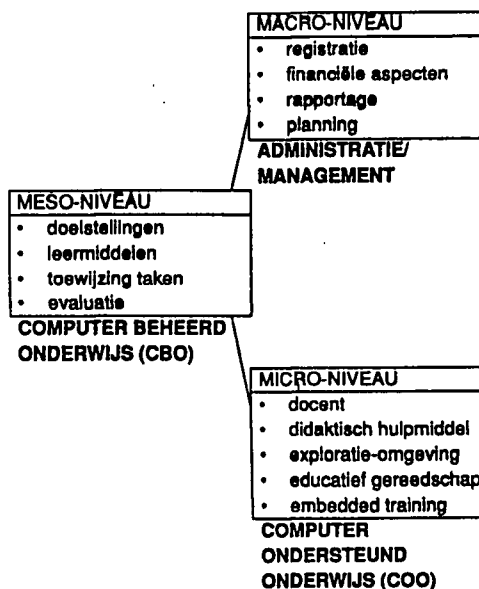 MACRO-NIVEAU
• registratie
• financiële aspecten
• rapportage
• planning
ADMINISTRATIE/
MANAGEMENT
MESO-NIVEAU
• doelstellingen
• leermiddelen
• toewijzing taken
• evaluatie
COMPUTER BEHEERD
ONDERWIJS (CBO)
MICRO-NIVEAU
• docent
• didaktisch hulpmiddel
• exploratie-omgeving
• educatief gereedschap
• embedded training
COMPUTER
ONDERSTEUND
ONDERWIJS (COO)